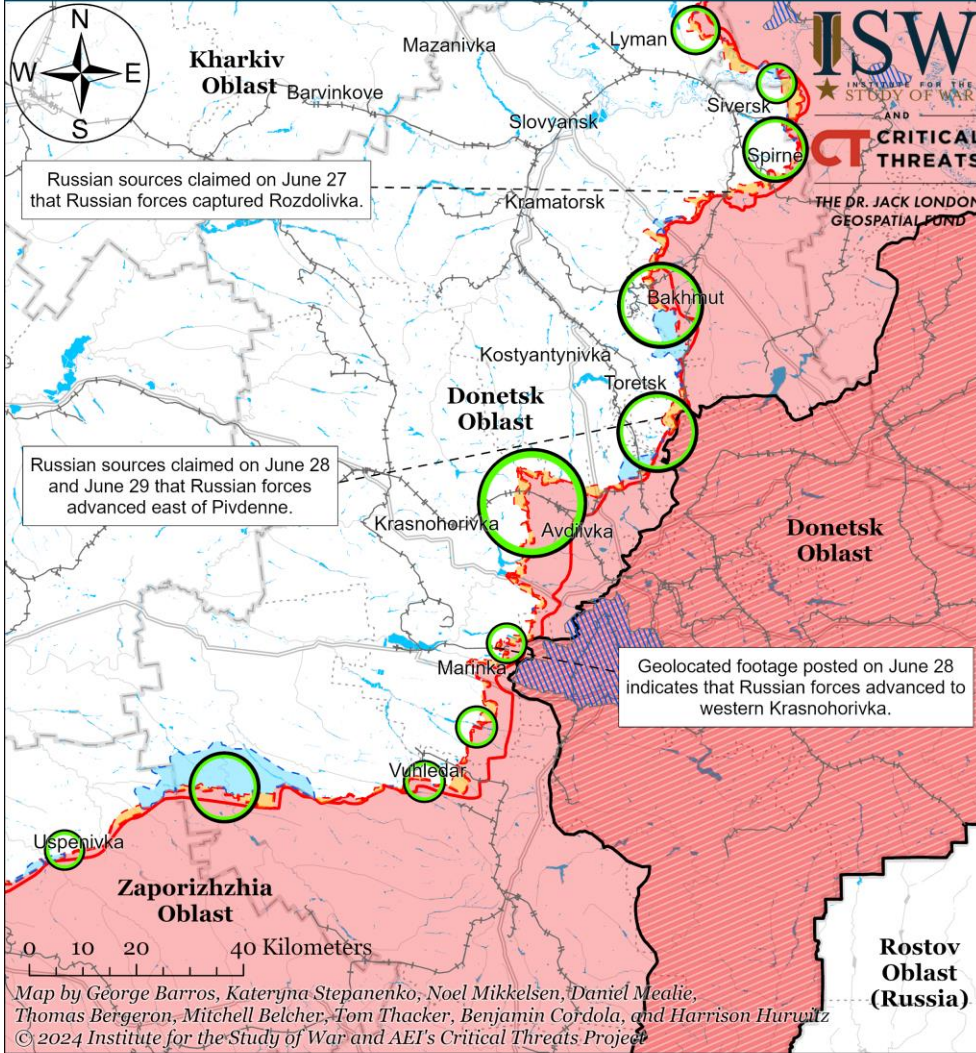 N
W
E
S
Kharkiv
Oblast
Mazanivka
Barvinkove
Lyman
Slovyansk
Siversk
ISW
INSTITUTE FOR THE
STUDY OF WAR
AND
CT CRITICAL
THREATS
THE DR. JACK LONDON
GEOSPATIAL FUND
Spirne
Russian sources claimed on June 27
that Russian forces captured Rozdolivka.
Kramatorsk
Bakhmut
Kostyantynivka
Toretsk
Donetsk
Oblast
Russian sources claimed on June 28
and June 29 that Russian forces
advanced east of Pivdenne.
Krasnohorivka
Avdiivka
Donetsk
Oblast
Marinka
Geolocated footage posted on June 28
indicates that Russian forces advanced to
western Krasnohorivka.
Vuhledar
Uspenivka
Zaporizhzhia
Oblast
0 10 20 40 Kilometers
Rostov
Oblast
(Russia)
Map by George Barros, Kateryna Stepanenko, Noel Mikkelsen, Daniel Mealie,
Thomas Bergeron, Mitchell Belcher, Tom Thacker, Benjamin Cordola, and Harrison Hurwitz
© 2024 Institute for the Study of War and AEI's Critical Threats Project